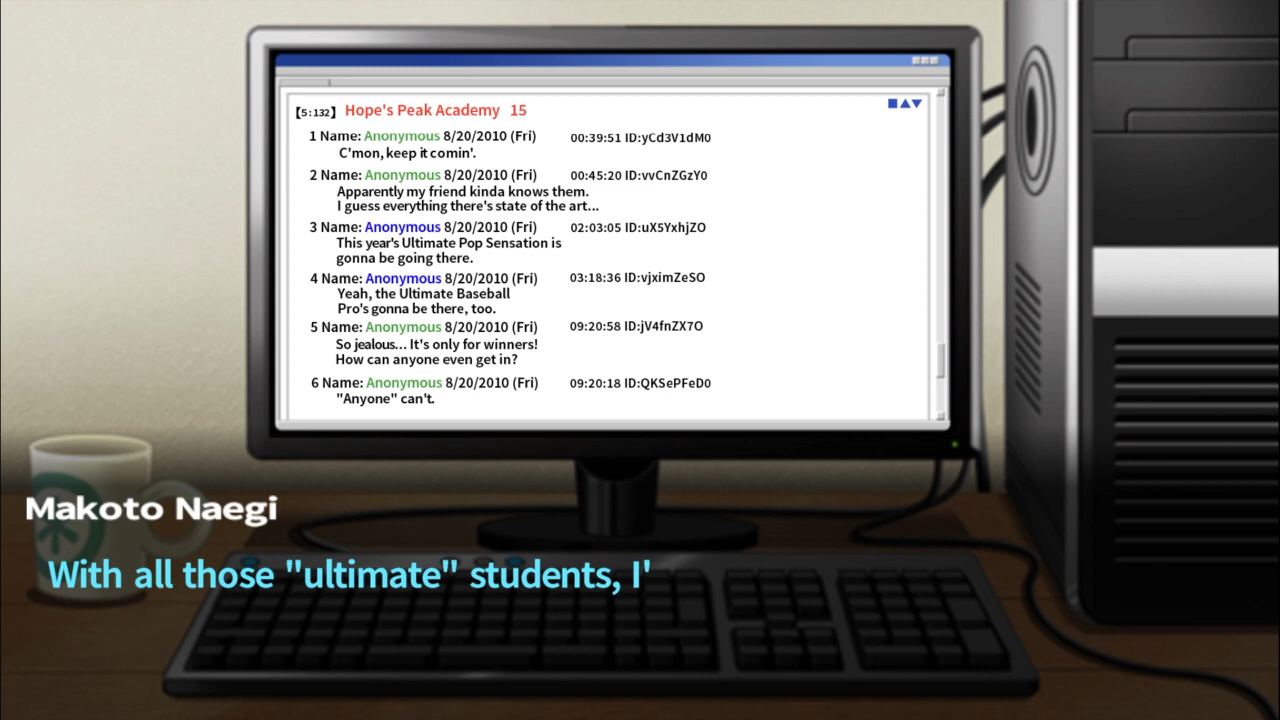 【5:132】 Hope's Peak Academy 15
1 Name: Anonymous 8/20/2010 (Fri) 00:39:51 ID:yCd3V1dM0
C'mon, keep it comin'.
2 Name: Anonymous 8/20/2010 (Fri) 00:45:20 ID:vvCnZGzY0
Apparently my friend kinda knows them.
I guess everything there's state of the art...
3 Name: Anonymous 8/20/2010 (Fri) 02:03:05 ID:uX5YxhjZO
This year's Ultimate Pop Sensation is
gonna be going there.
4 Name: Anonymous 8/20/2010 (Fri) 03:18:36 ID:vjximZeSO
Yeah, the Ultimate Baseball
Pro's gonna be there, too.
5 Name: Anonymous 8/20/2010 (Fri) 09:20:58 ID:jV4fnZX7O
So jealous... It's only for winners!
How can anyone even get in?
6 Name: Anonymous 8/20/2010 (Fri) 09:20:18 ID:QKSePFeD0
"Anyone" can't.
Makoto Naegi
With all those "ultimate" students, I'